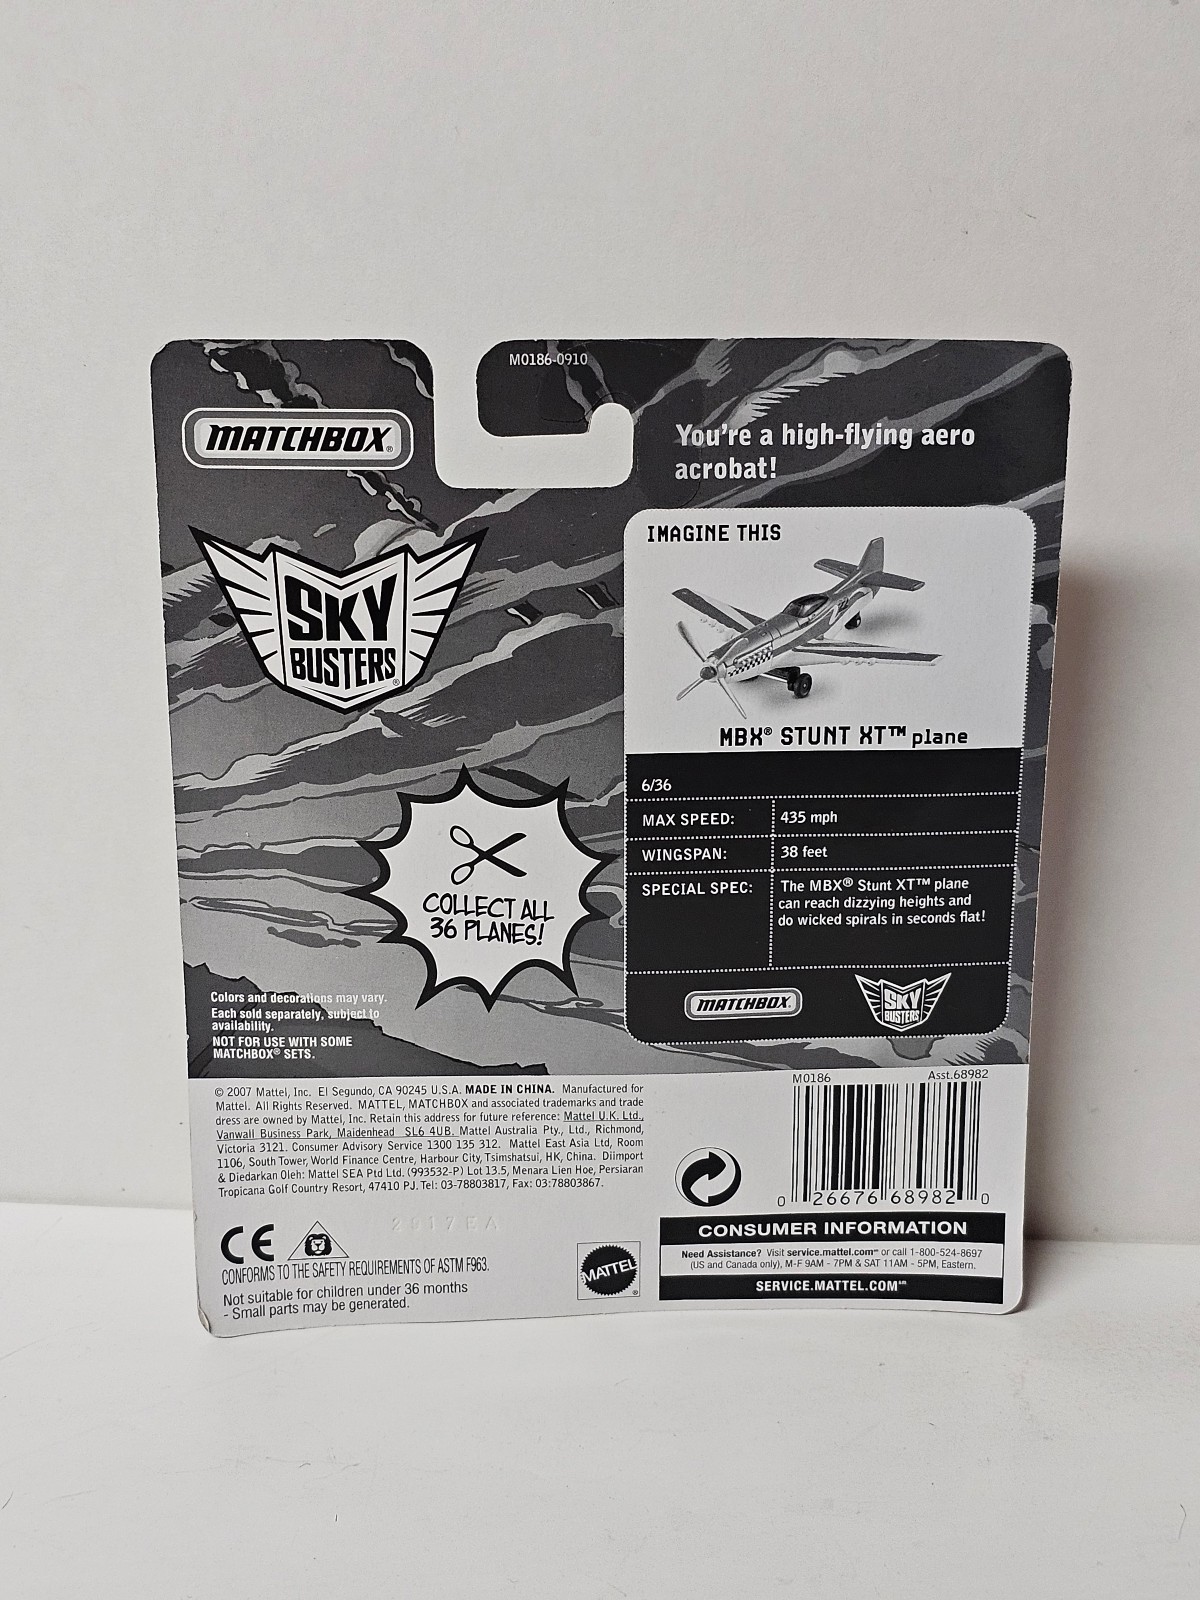 M0186-0910
MATCHBOX®
You're a high-flying aero
acrobat!
SKY
BUSTERS®
IMAGINE THIS
MBX® STUNT XT™ plane
6/36
MAX SPEED: 435 mph
WINGSPAN: 38 feet
SPECIAL SPEC: The MBX® Stunt XT™ plane
can reach dizzying heights and
do wicked spirals in seconds flat!
MATCHBOX®
SKY
BUSTERS
COLLECT ALL
36 PLANES!
Colors and decorations may vary.
Each sold separately, subject to
availability.
NOT FOR USE WITH SOME
MATCHBOX® SETS.
© 2007 Mattel, Inc. El Segundo, CA 90245 U.S.A. MADE IN CHINA. Manufactured for
Mattel. All Rights Reserved. MATTEL, MATCHBOX and associated trademarks and trade
dress are owned by Mattel, Inc. Retain this address for future reference: Mattel U.K. Ltd.,
Vanwall Business Park, Maidenhead SL6 4UB. Mattel Australia Pty., Ltd., Richmond,
Victoria 3121. Consumer Advisory Service 1300 135 312. Mattel East Asia Ltd, Room
1106, South Tower, World Finance Centre, Harbour City, Tsimshatsui, HK, China. Diimport
& Diedarkan Oleh: Mattel SEA Ptd Ltd. (993532-P) Lot 13.5, Menara Lien Hoe, Persiaran
Tropicana Golf Country Resort, 47410 PJ. Tel: 03-78803817, Fax: 03:78803867.
M0186 Asst.68982
0 26676 68982 0
2917EA
CE
CONFORMS TO THE SAFETY REQUIREMENTS OF ASTM F963.
Not suitable for children under 36 months
- Small parts may be generated.
MATTEL®
CONSUMER INFORMATION
Need Assistance? Visit service.mattel.com℠ or call 1-800-524-8697
(US and Canada only), M-F 9AM - 7PM & SAT 11AM - 5PM, Eastern.
SERVICE.MATTEL.COM℠